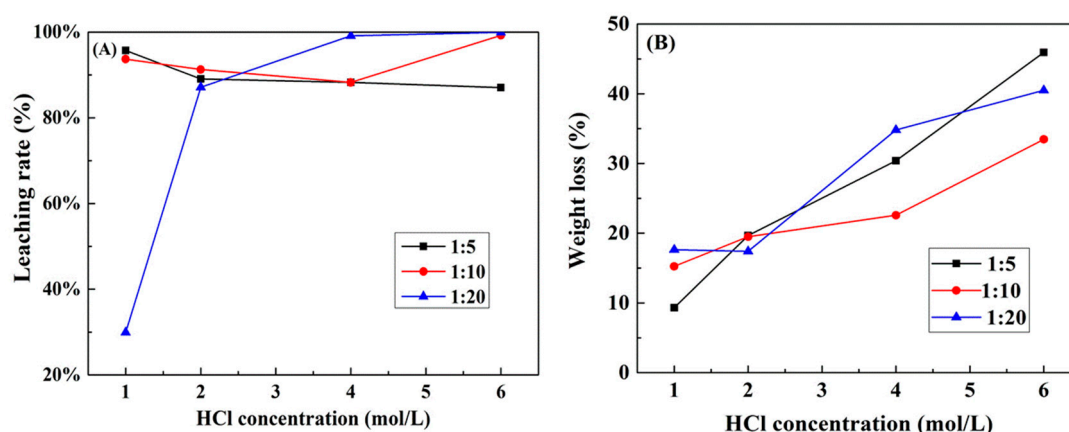 (A)
Leaching rate (%)
100%
80%
60%
40%
20%
1:5
1:10
1:20
1 2 3 4 5 6
HCl concentration (mol/L)
(B)
Weight loss (%)
50
40
30
20
10
0
1:5
1:10
1:20
1 2 3 4 5 6
HCl concentration (mol/L)